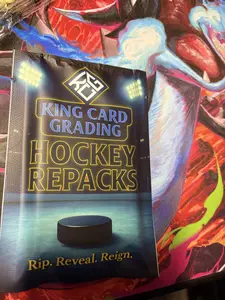 KCG
KING CARD
GRADING
HOCKEY
REPACKS
Rip. Reveal. Reign.